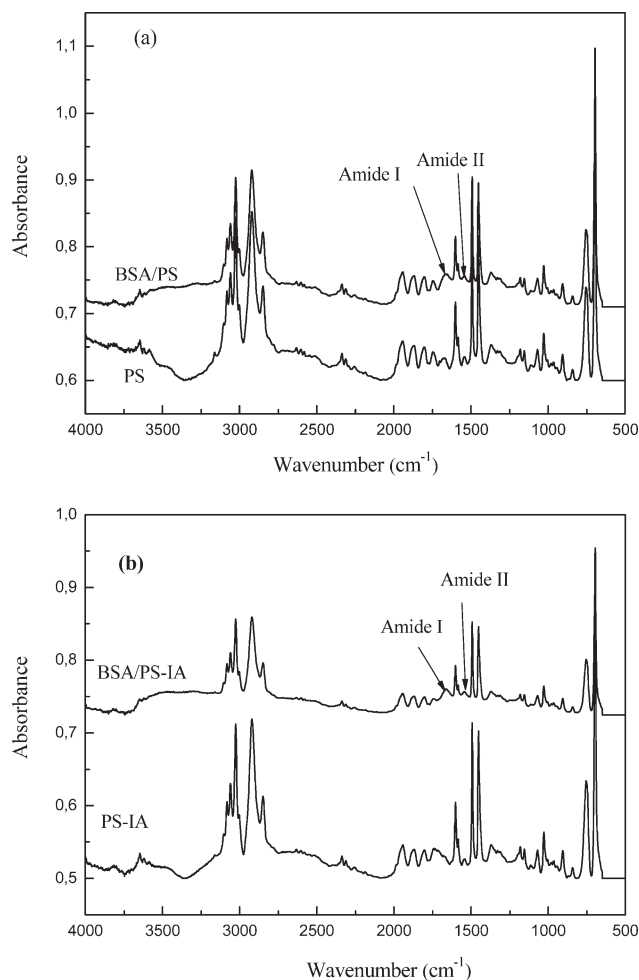 (a)
1,1
1,0
0,9
0,8
0,7
0,6
Absorbance
Amide I
Amide II
BSA/PS
PS
4000 3500 3000 2500 2000 1500 1000 500
Wavenumber (cm-1)
(b)
1,0
0,9
0,8
0,7
0,6
0,5
Absorbance
Amide II
Amide I
BSA/PS-IA
PS-IA
4000 3500 3000 2500 2000 1500 1000 500
Wavenumber (cm-1)